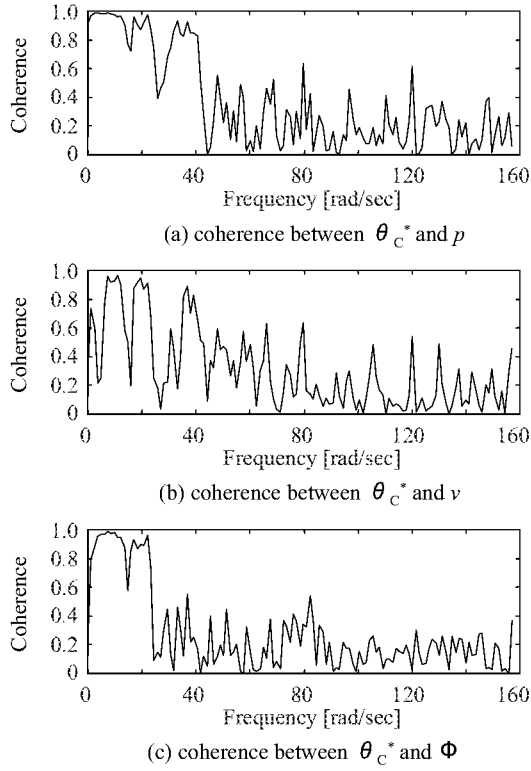 1.0
0.8
0.6
0.4
0.2
0
Coherence
0 40 80 120 160
Frequency [rad/sec]
(a) coherence between θC* and p
1.0
0.8
0.6
0.4
0.2
0
Coherence
0 40 80 120 160
Frequency [rad/sec]
(b) coherence between θC* and v
1.0
0.8
0.6
0.4
0.2
0
Coherence
0 40 80 120 160
Frequency [rad/sec]
(c) coherence between θC* and Φ